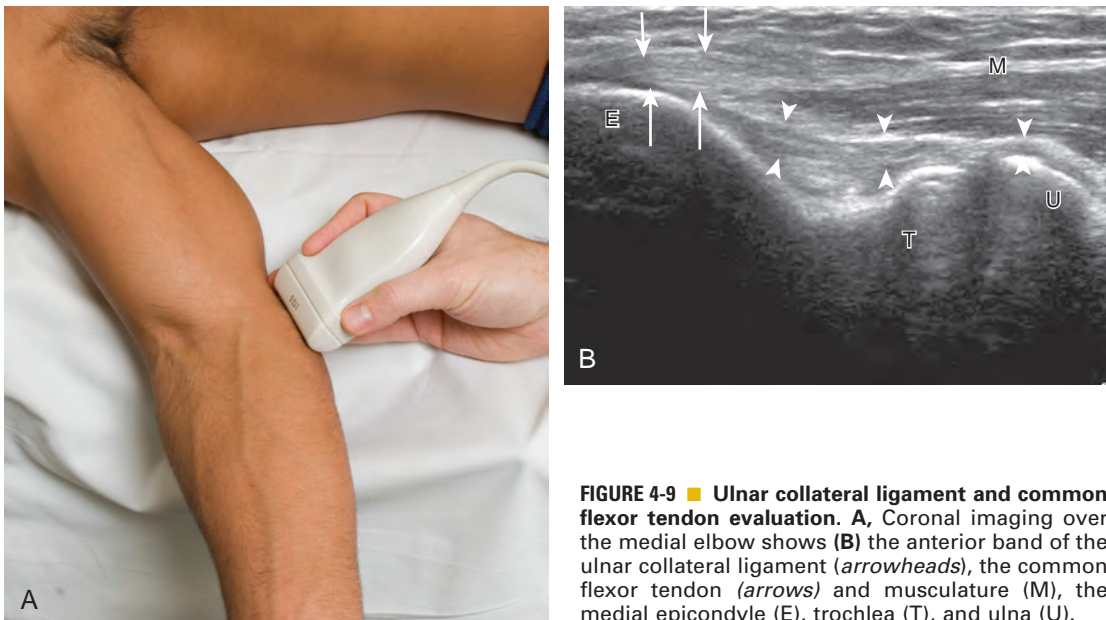 A
E
M
T
U
B
FIGURE 4-9 ■ Ulnar collateral ligament and common
flexor tendon evaluation. A, Coronal imaging over
the medial elbow shows (B) the anterior band of the
ulnar collateral ligament (arrowheads), the common
flexor tendon (arrows) and musculature (M), the
medial epicondyle (E), trochlea (T), and ulna (U).